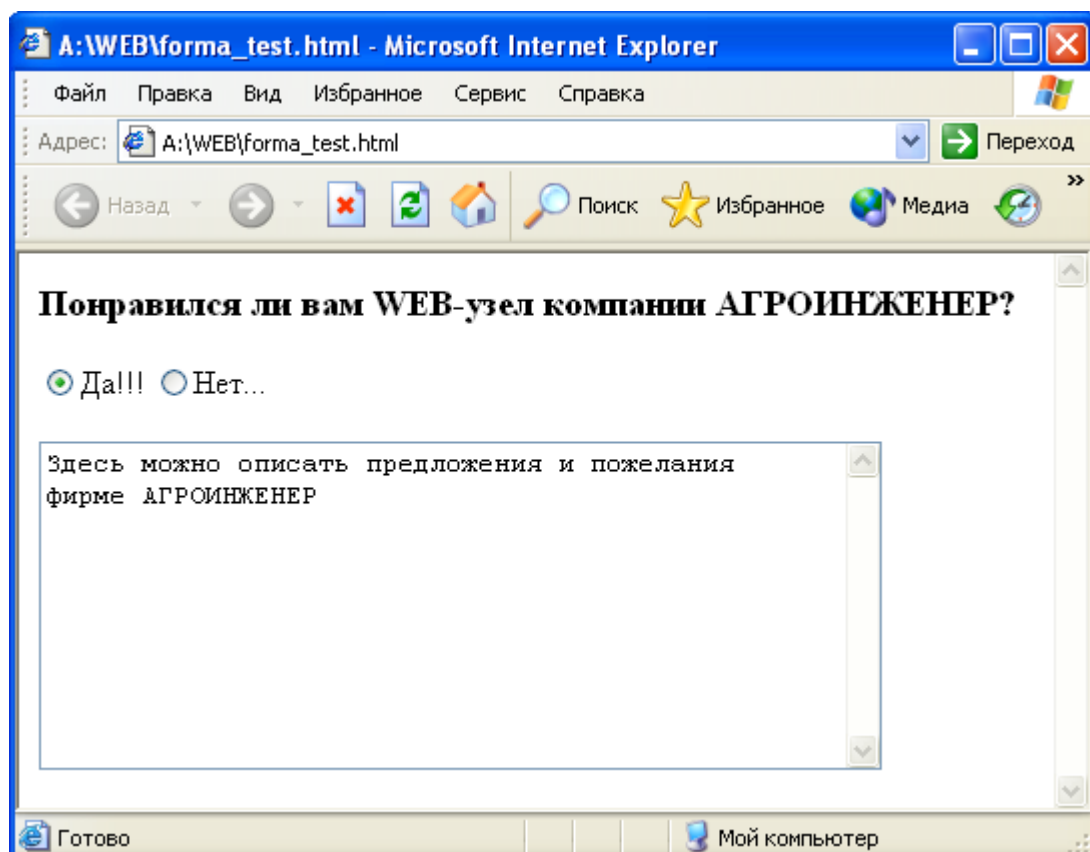 A:\WEB\forma_test.html - Microsoft Internet Explorer
Файл Правка Вид Избранное Сервис Справка
Адрес: A:\WEB\forma_test.html Переход
Назад Поиск Избранное Медиа »
Понравился ли вам WEB-узел компании АГРОИНЖЕНЕР?
Да!!! Нет...
Здесь можно описать предложения и пожелания
фирме АГРОИНЖЕНЕР
Готово Мой компьютер